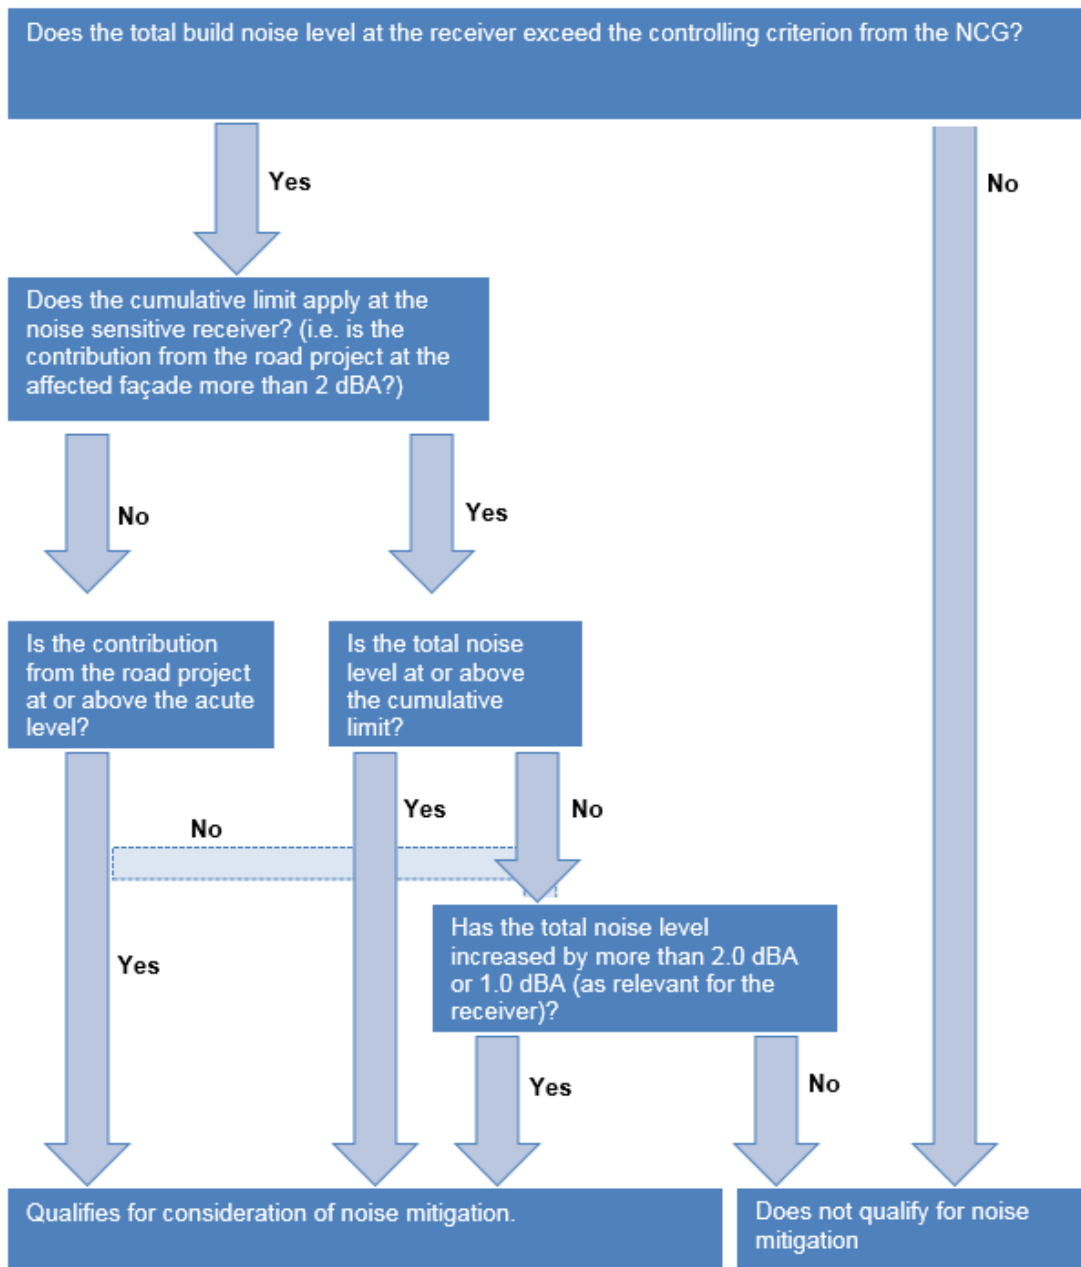 Does the total build noise level at the receiver exceed the controlling criterion from the NCG?
Yes
No
Does the cumulative limit apply at the
noise sensitive receiver? (i.e. is the
contribution from the road project at the
affected façade more than 2 dBA?)
No
Yes
Is the contribution
from the road project
at or above the acute
level?
Is the total noise
level at or above
the cumulative
limit?
No
Yes
No
Yes
Has the total noise level
increased by more than 2.0 dBA
or 1.0 dBA (as relevant for the
receiver)?
Yes
No
Qualifies for consideration of noise mitigation.
Does not qualify for noise
mitigation